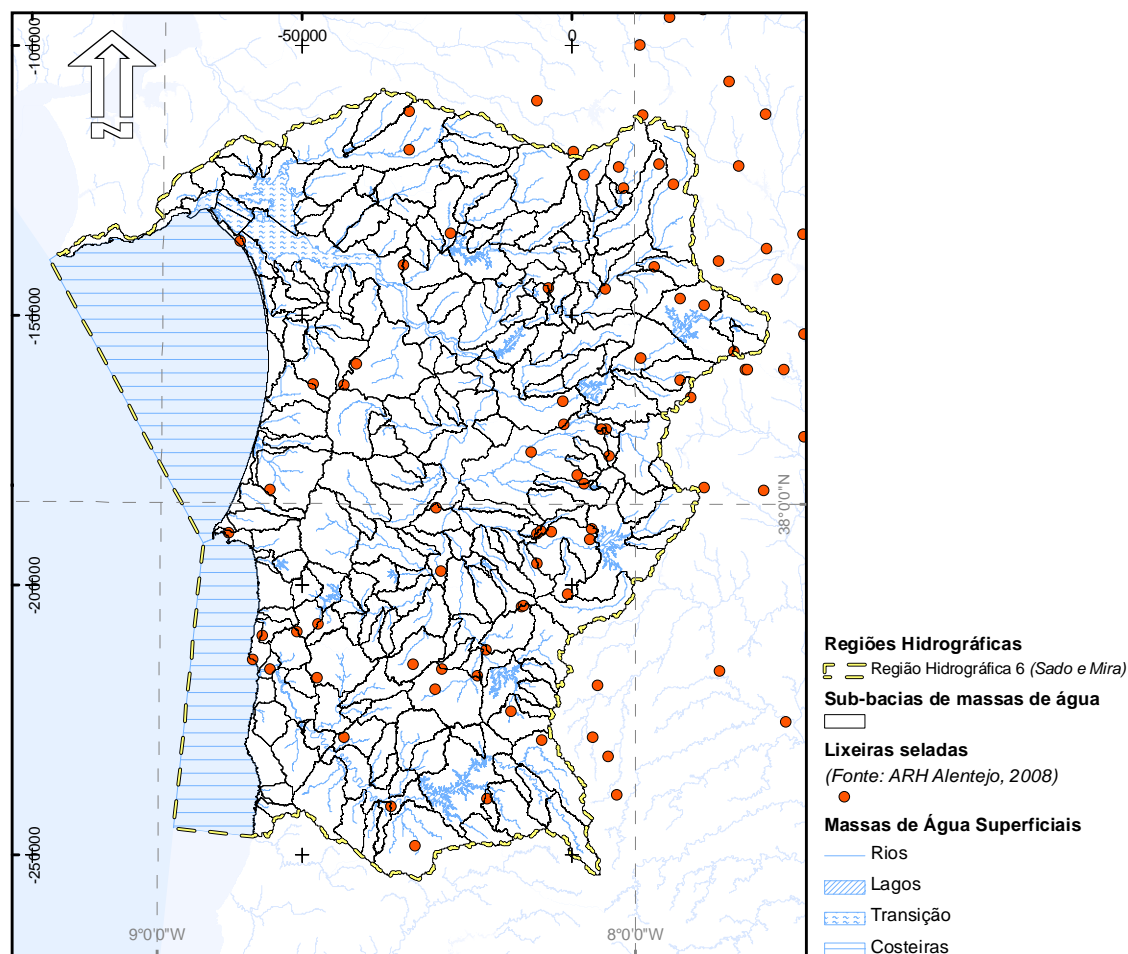 -50000
0
-100000
-150000
-200000
-250000
N
38°0'0"N
9°0'0"W
8°0'0"W
Regiões Hidrográficas
Região Hidrográfica 6 (Sado e Mira)
Sub-bacias de massas de água
Lixeiras seladas
(Fonte: ARH Alentejo, 2008)
Massas de Água Superficiais
Rios
Lagos
Transição
Costeiras